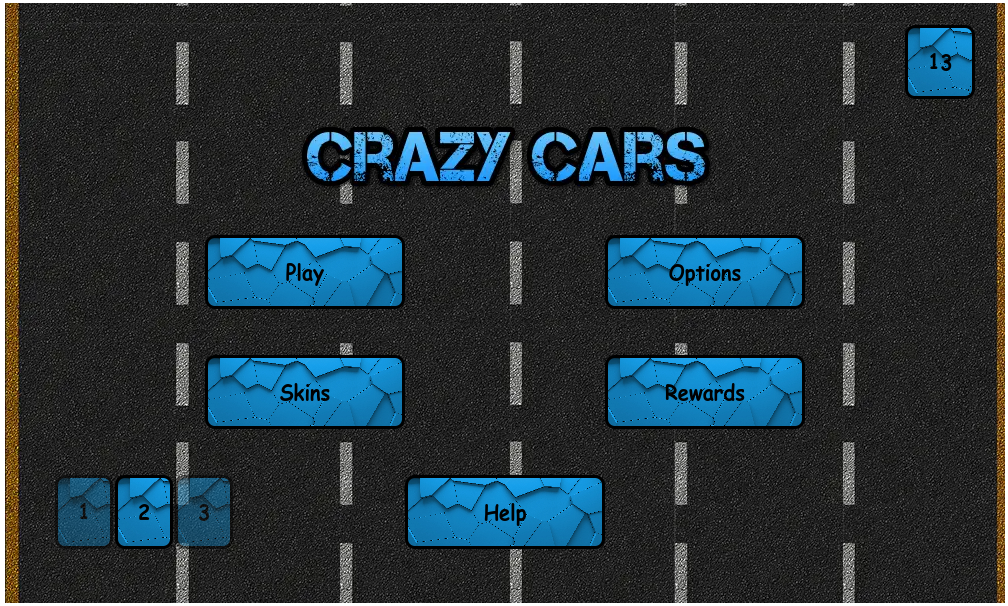 13
CRAZY CARS
Play
Options
Skins
Rewards
1 2 3
Help